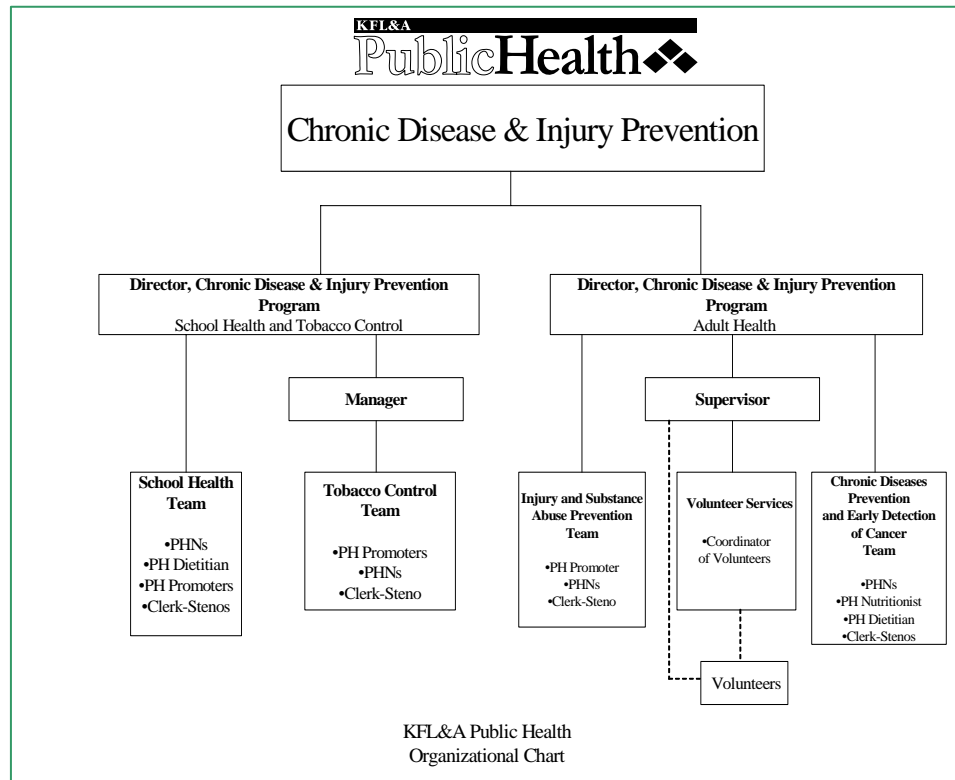 KFL&A
PublicHealth
Chronic Disease & Injury Prevention
Director, Chronic Disease & Injury Prevention
Program
School Health and Tobacco Control
Director, Chronic Disease & Injury Prevention
Program
Adult Health
Manager
Supervisor
School Health
Team
•PHNs
•PH Dietitian
•PH Promoters
•Clerk-Stenos
Tobacco Control
Team
•PH Promoters
•PHNs
•Clerk-Steno
Injury and Substance
Abuse Prevention
Team
•PH Promoter
•PHNs
•Clerk-Steno
Volunteer Services
•Coordinator
of Volunteers
Chronic Diseases
Prevention
and Early Detection
of Cancer
Team
•PHNs
•PH Nutritionist
•PH Dietitian
•Clerk-Stenos
Volunteers
KFL&A Public Health
Organizational Chart